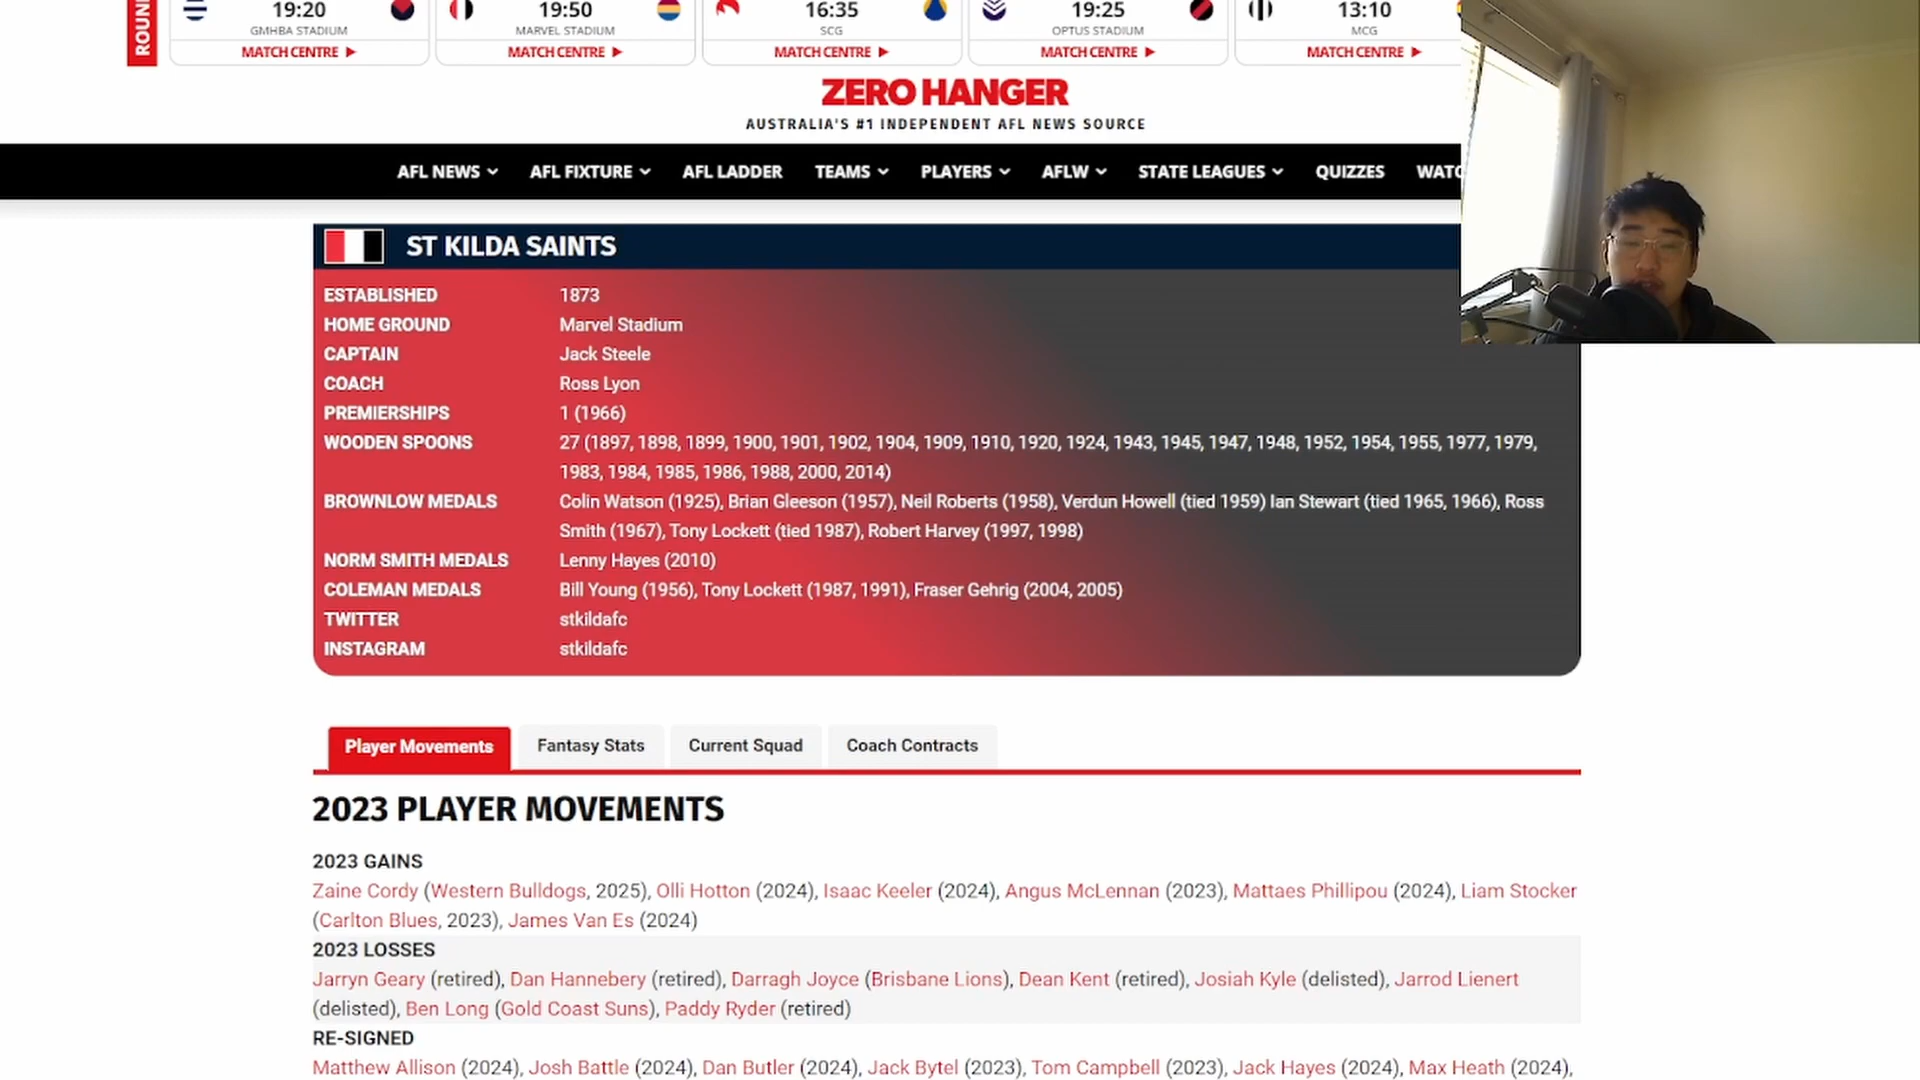 ROUND
19:20
GMHBA STADIUM
MATCH CENTRE ▶
19:50
MARVEL STADIUM
MATCH CENTRE ▶
16:35
SCG
MATCH CENTRE ▶
19:25
OPTUS STADIUM
MATCH CENTRE ▶
13:10
MCG
MATCH CENTRE ▶
ZERO HANGER
AUSTRALIA'S #1 INDEPENDENT AFL NEWS SOURCE
AFL NEWS AFL FIXTURE AFL LADDER TEAMS PLAYERS AFLW STATE LEAGUES QUIZZES WATC
ST KILDA SAINTS
ESTABLISHED 1873
HOME GROUND Marvel Stadium
CAPTAIN Jack Steele
COACH Ross Lyon
PREMIERSHIPS 1 (1966)
WOODEN SPOONS 27 (1897, 1898, 1899, 1900, 1901, 1902, 1904, 1909, 1910, 1920, 1924, 1943, 1945, 1947, 1948, 1952, 1954, 1955, 1977, 1979,
1983, 1984, 1985, 1986, 1988, 2000, 2014)
BROWNLOW MEDALS Colin Watson (1925), Brian Gleeson (1957), Neil Roberts (1958), Verdun Howell (tied 1959) Ian Stewart (tied 1965, 1966), Ross
Smith (1967), Tony Lockett (tied 1987), Robert Harvey (1997, 1998)
NORM SMITH MEDALS Lenny Hayes (2010)
COLEMAN MEDALS Bill Young (1956), Tony Lockett (1987, 1991), Fraser Gehrig (2004, 2005)
TWITTER stkildafc
INSTAGRAM stkildafc
Player Movements Fantasy Stats Current Squad Coach Contracts
2023 PLAYER MOVEMENTS
2023 GAINS
Zaine Cordy (Western Bulldogs, 2025), Olli Hotton (2024), Isaac Keeler (2024), Angus McLennan (2023), Mattaes Phillipou (2024), Liam Stocker
(Carlton Blues, 2023), James Van Es (2024)
2023 LOSSES
Jarryn Geary (retired), Dan Hannebery (retired), Darragh Joyce (Brisbane Lions), Dean Kent (retired), Josiah Kyle (delisted), Jarrod Lienert
(delisted), Ben Long (Gold Coast Suns), Paddy Ryder (retired)
RE-SIGNED
Matthew Allison (2024), Josh Battle (2024), Dan Butler (2024), Jack Bytel (2023), Tom Campbell (2023), Jack Hayes (2024), Max Heath (2024),